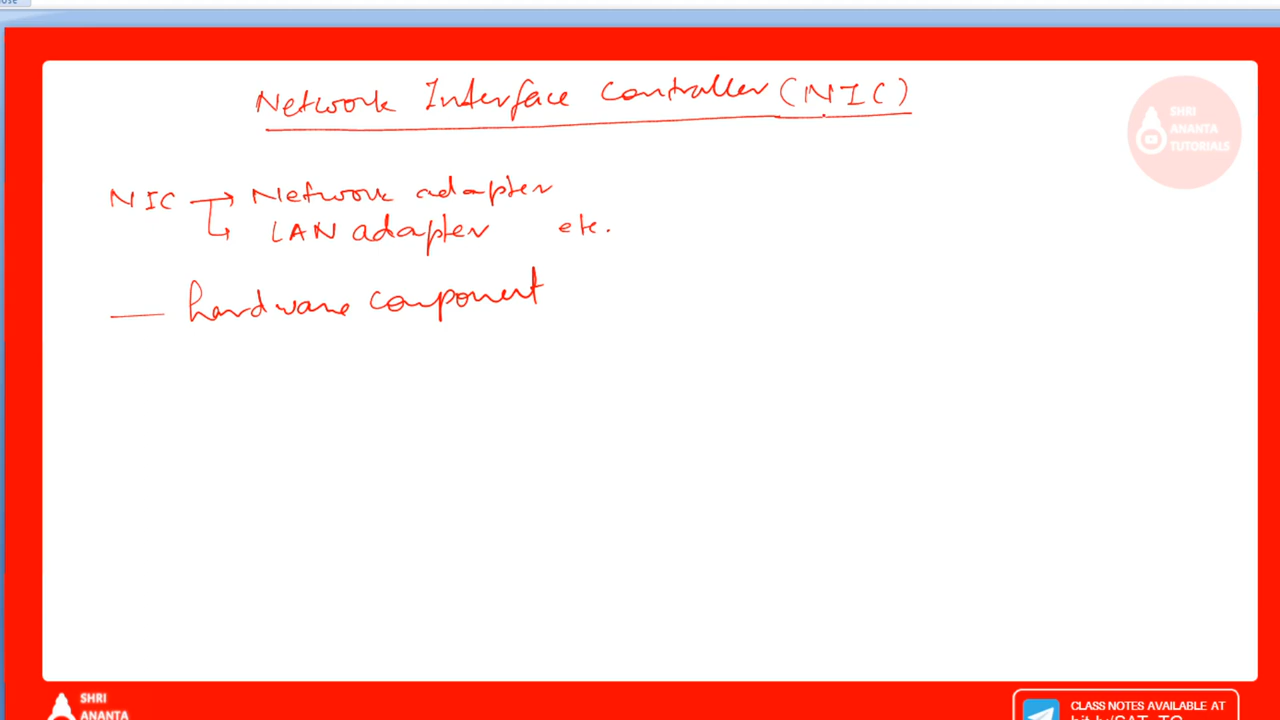 Network Interface Controller (NIC)
SHRI
ANANTA
TUTORIALS
NIC → Network adapter
↳ LAN adapter etc.
— hardware component
SHRI
ANANTA
CLASS NOTES AVAILABLE AT